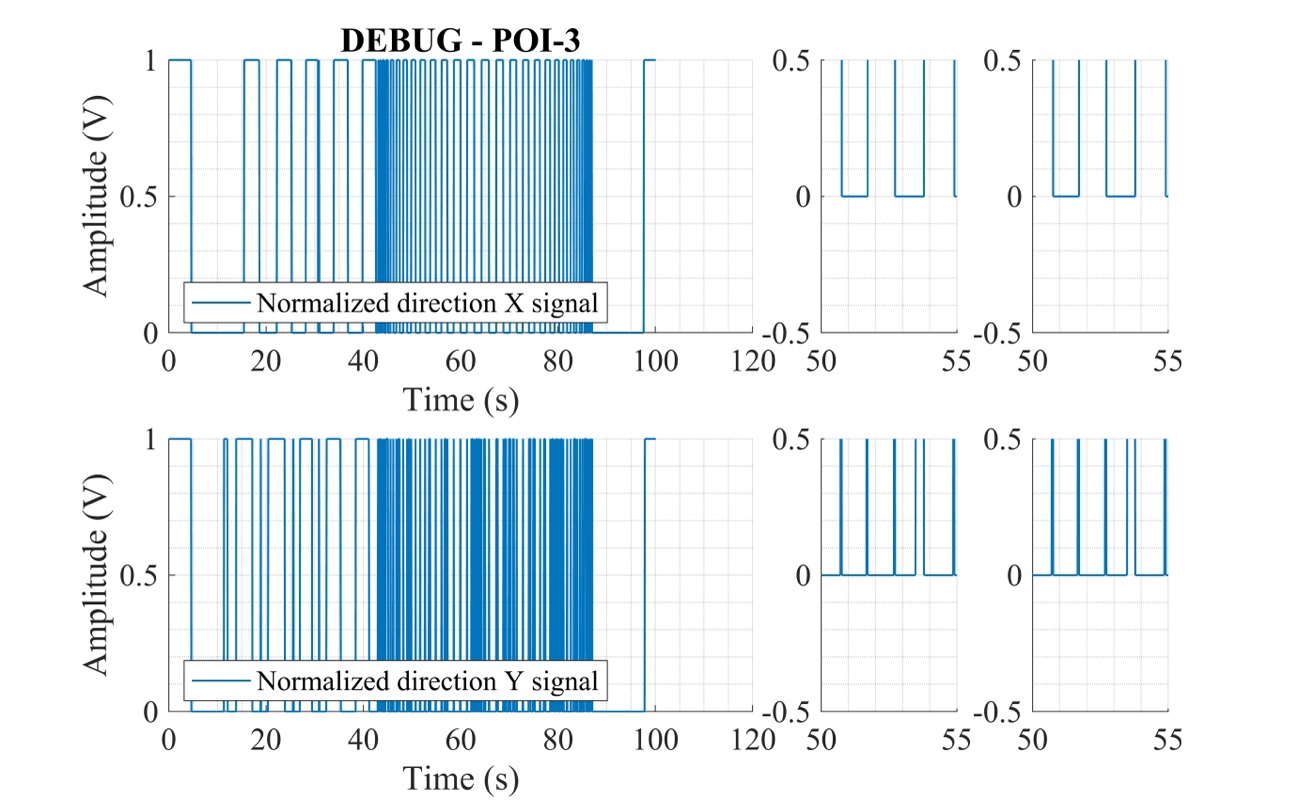 DEBUG - POI-3
Amplitude (V)
1
0.5
0
Normalized direction X signal
0 20 40 60 80 100 120
Time (s)
0.5
0
-0.5
50 55
0.5
0
-0.5
50 55
Amplitude (V)
1
0.5
0
Normalized direction Y signal
0 20 40 60 80 100 120
Time (s)
0.5
0
-0.5
50 55
0.5
0
-0.5
50 55